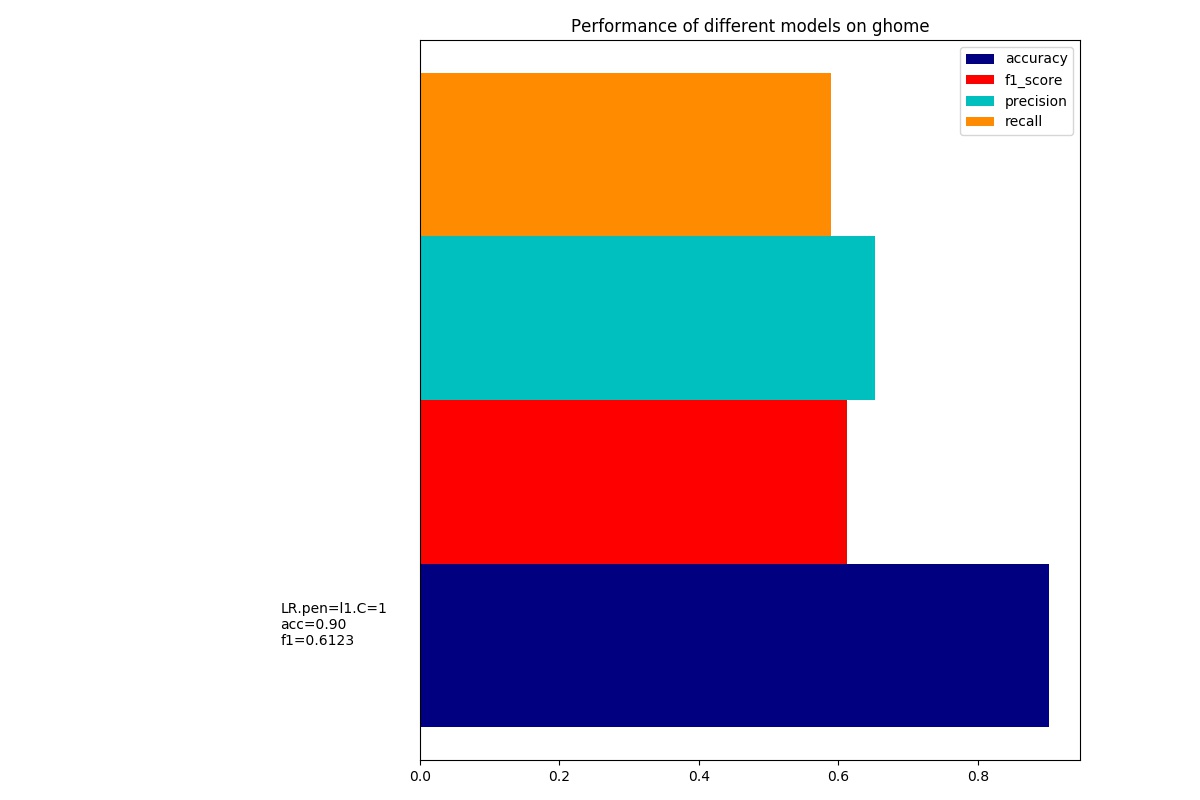 Performance of different models on ghome
accuracy
f1_score
precision
recall
LR.pen=l1.C=1
acc=0.90
f1=0.6123
0.0 0.2 0.4 0.6 0.8